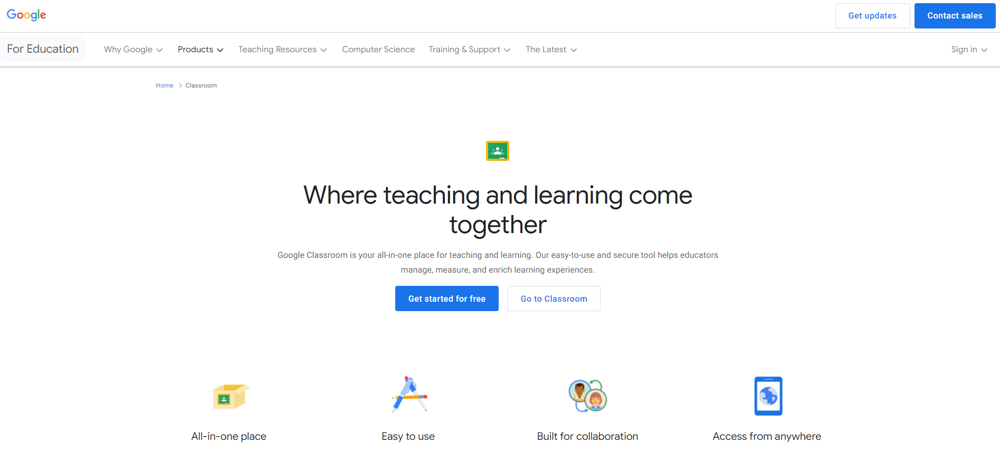 Google
Get updates
Contact sales
For Education
Why Google
Products
Teaching Resources
Computer Science
Training & Support
The Latest
Sign in
Home > Classroom
Where teaching and learning come
together
Google Classroom is your all-in-one place for teaching and learning. Our easy-to-use and secure tool helps educators
manage, measure, and enrich learning experiences.
Get started for free
Go to Classroom
All-in-one place
Easy to use
Built for collaboration
Access from anywhere